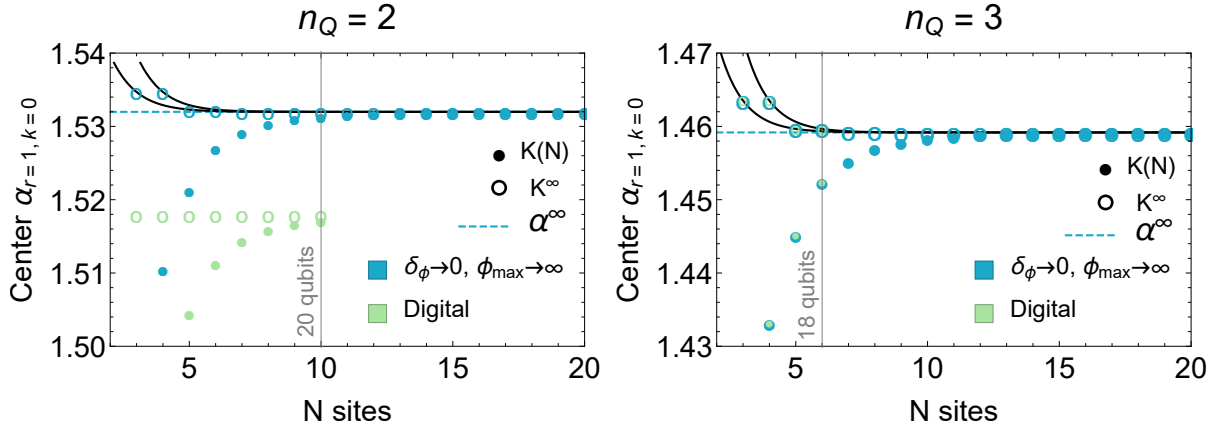 n_Q = 2
1.54
1.53
1.52
1.51
1.50
Center α_{r=1, k=0}
K(N)
K^∞
α^∞
δ_ϕ→0, ϕ_max→∞
Digital
20 qubits
5
10
15
20
N sites
n_Q = 3
1.47
1.46
1.45
1.44
1.43
Center α_{r=1, k=0}
K(N)
K^∞
α^∞
δ_ϕ→0, ϕ_max→∞
Digital
18 qubits
5
10
15
20
N sites